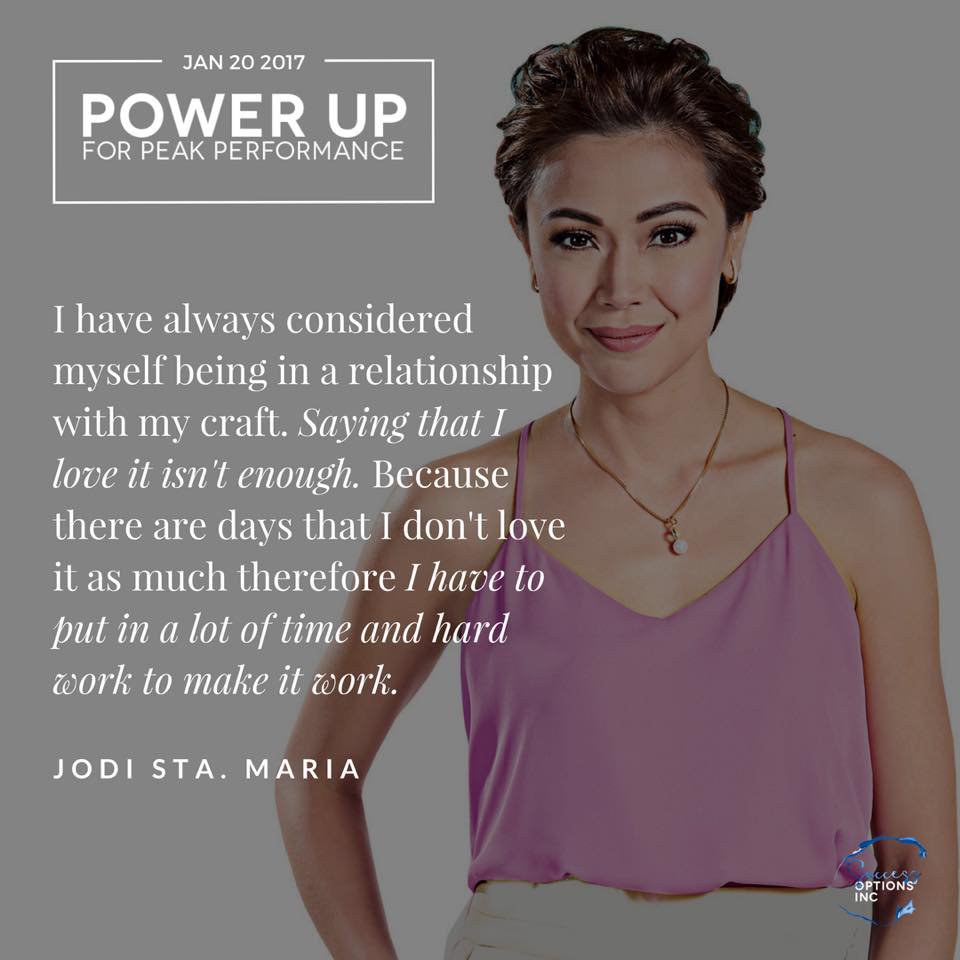 JAN 20 2017
POWER UP
FOR PEAK PERFORMANCE
I have always considered
myself being in a relationship
with my craft. Saying that I
love it isn't enough. Because
there are days that I don't love
it as much therefore I have to
put in a lot of time and hard
work to make it work.
JODI STA. MARIA
Success
OPTIONS
INC